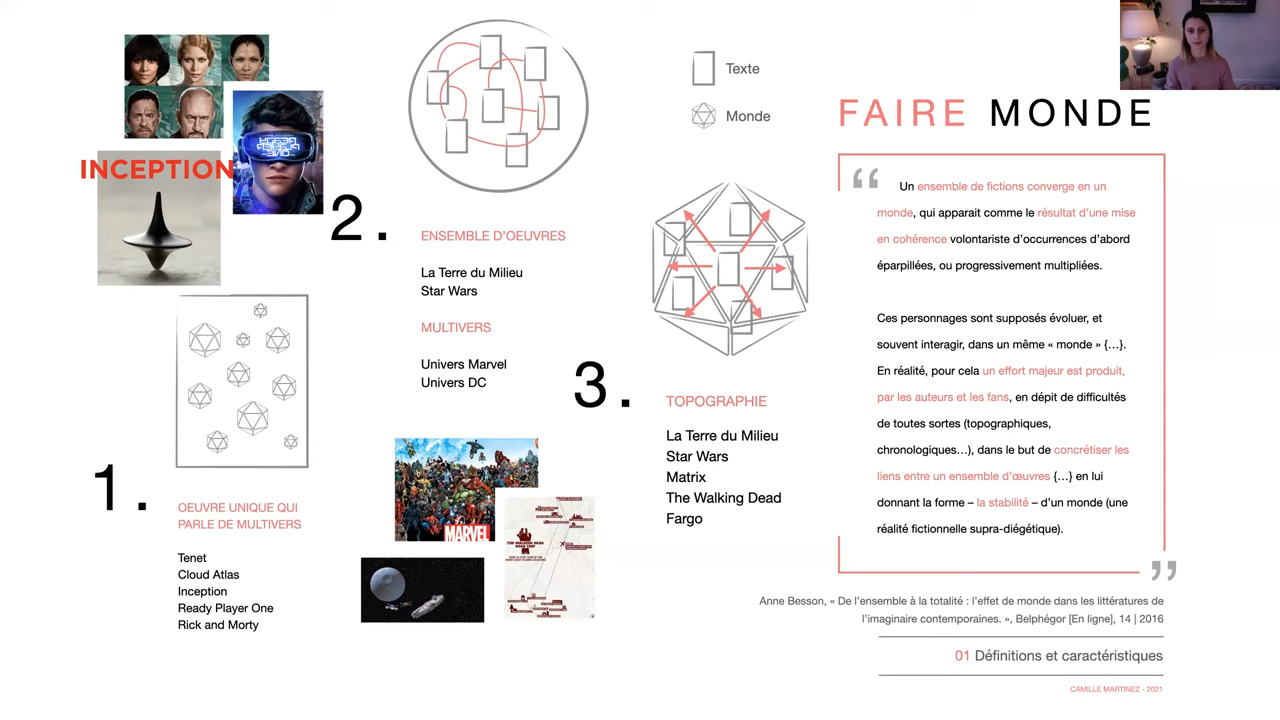 INCEPTION
1.
OEUVRE UNIQUE QUI
PARLE DE MULTIVERS
Tenet
Cloud Atlas
Inception
Ready Player One
Rick and Morty
2.
ENSEMBLE D'OEUVRES
La Terre du Milieu
Star Wars
MULTIVERS
Univers Marvel
Univers DC
MARVEL
THE WALKING DEAD
ROAD TRIP
Texte
Monde
3.
TOPOGRAPHIE
La Terre du Milieu
Star Wars
Matrix
The Walking Dead
Fargo
FAIRE MONDE
“
Un ensemble de fictions converge en un
monde, qui apparait comme le résultat d'une mise
en cohérence volontariste d'occurrences d'abord
éparpillées, ou progressivement multipliées.
Ces personnages sont supposés évoluer, et
souvent interagir, dans un même « monde » {…}.
En réalité, pour cela un effort majeur est produit,
par les auteurs et les fans, en dépit de difficultés
de toutes sortes (topographiques,
chronologiques…), dans le but de concrétiser les
liens entre un ensemble d'œuvres {…} en lui
donnant la forme – la stabilité – d'un monde (une
réalité fictionnelle supra-diégétique).
”
Anne Besson, « De l'ensemble à la totalité : l'effet de monde dans les littératures de
l'imaginaire contemporaines. », Belphégor [En ligne], 14 | 2016
01 Définitions et caractéristiques
CAMILLE MARTINEZ - 2021